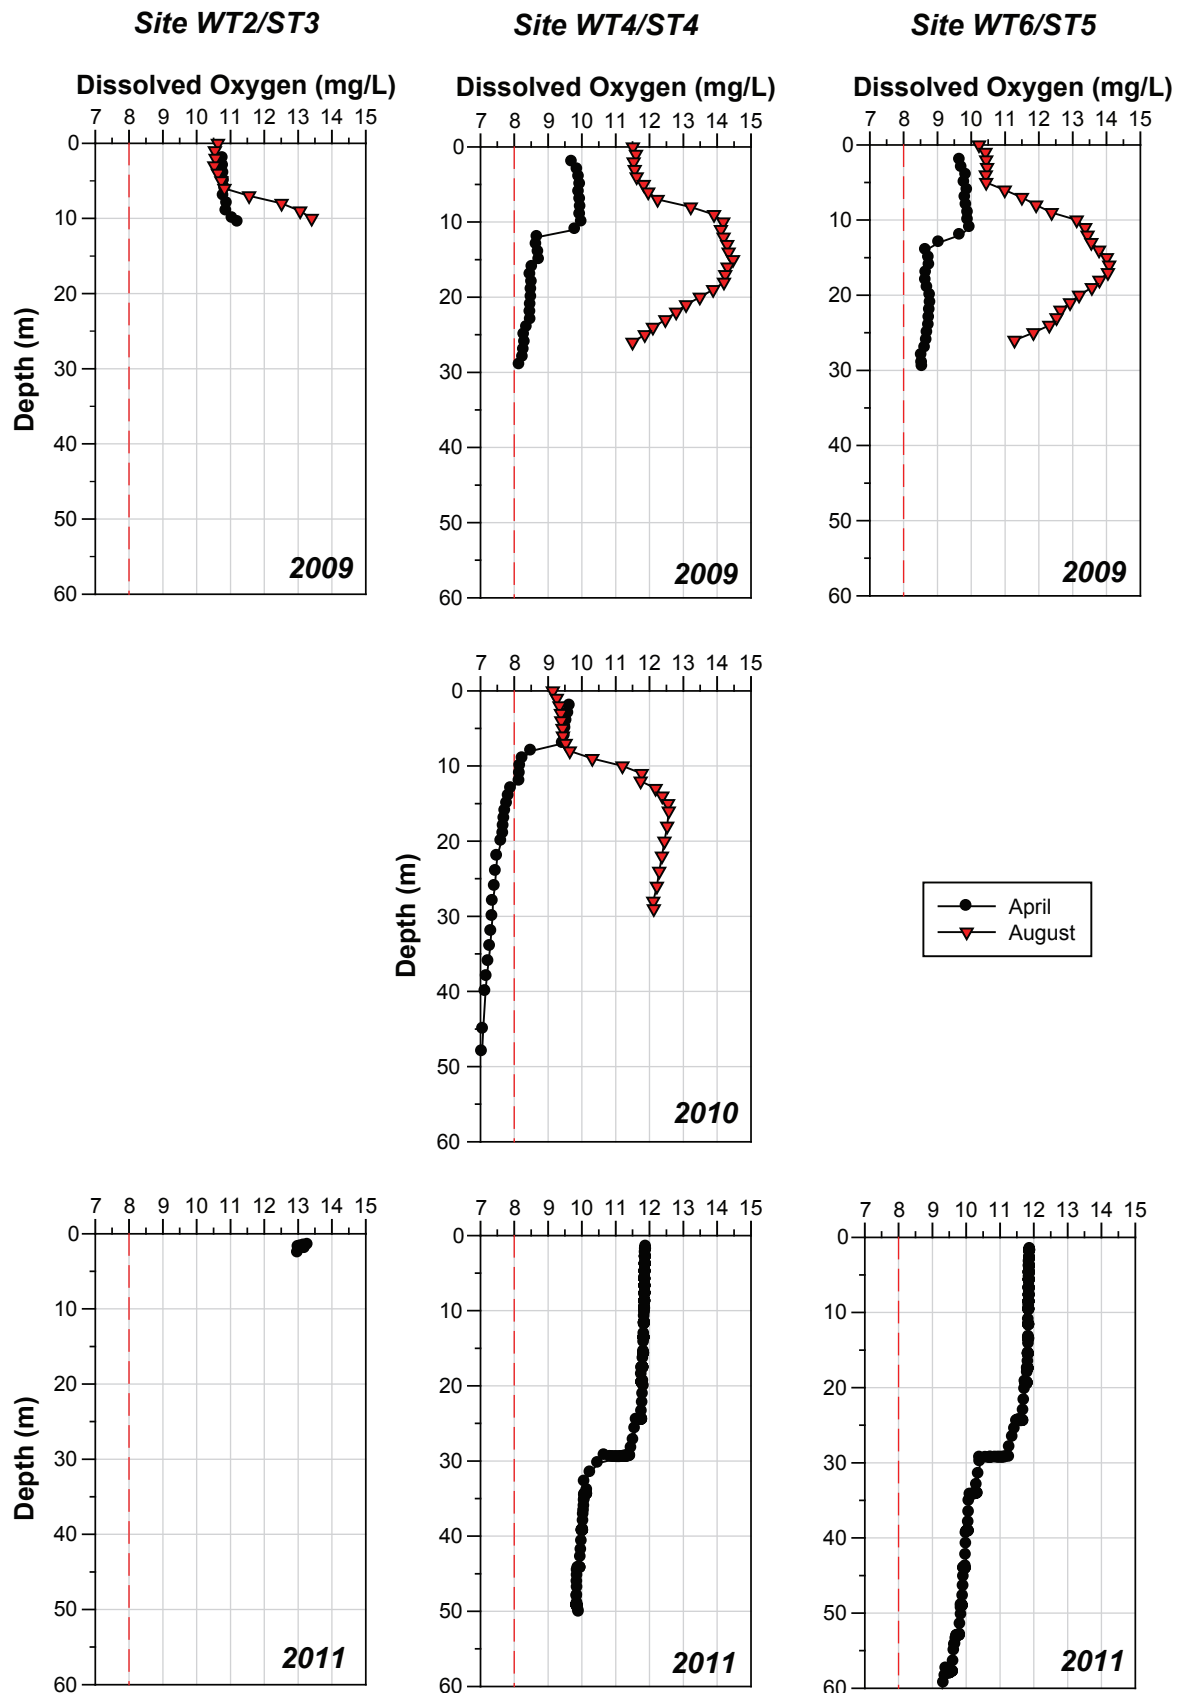 Site WT2/ST3 Site WT4/ST4 Site WT6/ST5
Dissolved Oxygen (mg/L) Dissolved Oxygen (mg/L) Dissolved Oxygen (mg/L)
7 8 9 10 11 12 13 14 15 7 8 9 10 11 12 13 14 15 7 8 9 10 11 12 13 14 15
0 0 0
10 10 10
20 20 20
30 30 30
Depth (m)
40 40 40
50 50 50
2009 2009 2009
60 60 60
7 8 9 10 11 12 13 14 15
0
10
20
30
Depth (m)
April
August
40
50
2010
60
7 8 9 10 11 12 13 14 15 7 8 9 10 11 12 13 14 15 7 8 9 10 11 12 13 14 15
0 0 0
10 10 10
20 20 20
Depth (m)
30 30 30
40 40 40
50 50 50
2011 2011 2011
60 60 60